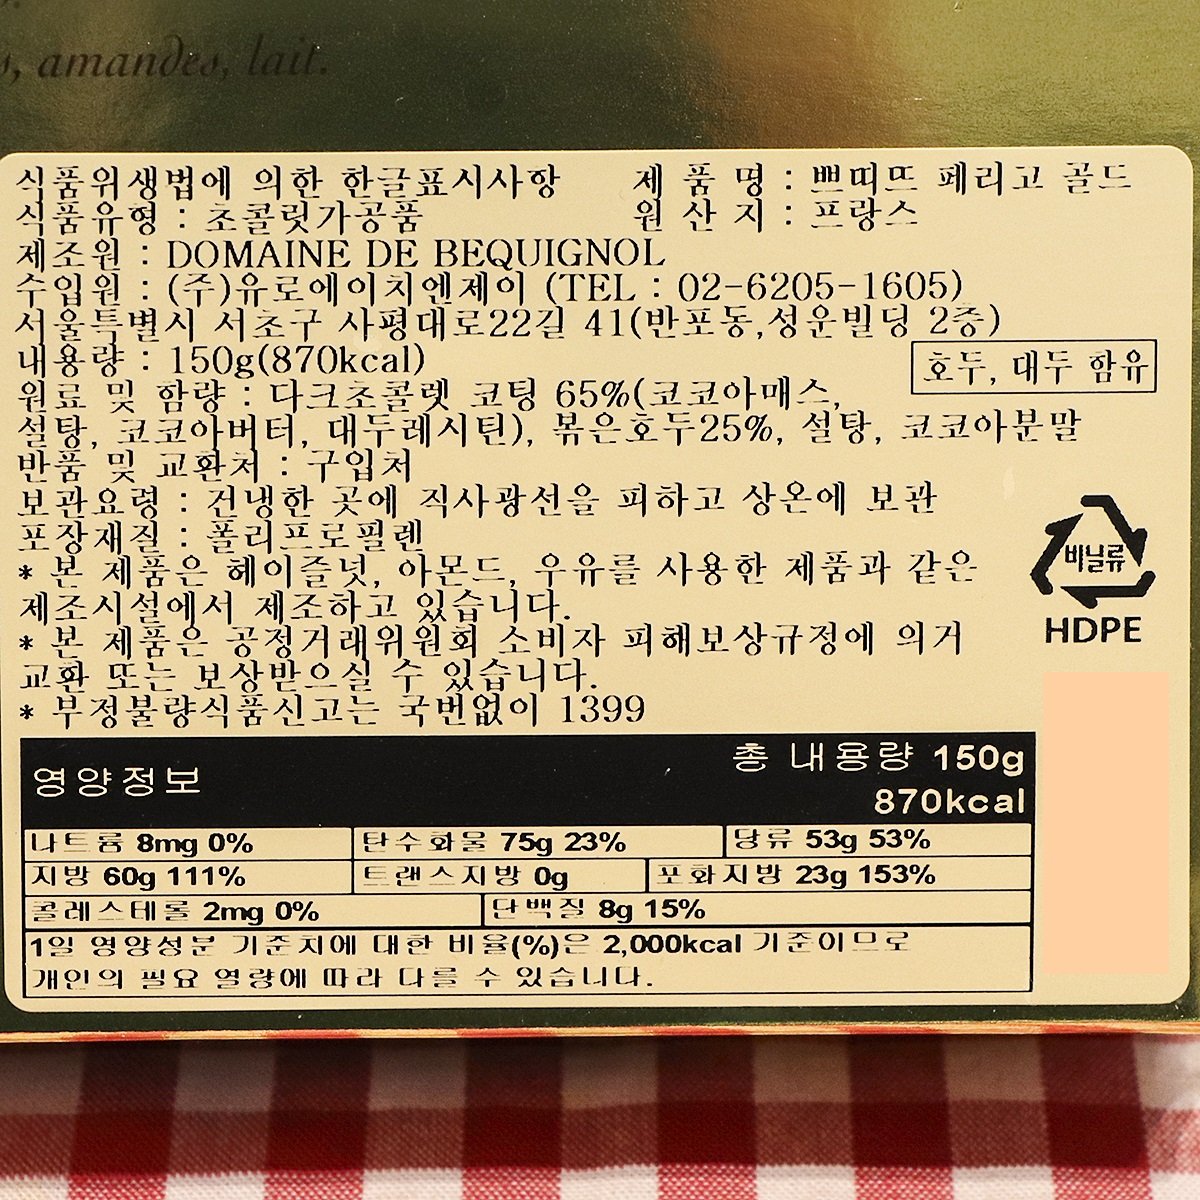 s, amandes, lait.
식품위생법에 의한 한글표시사항 제 품 명 : 쁘띠뜨 페리고 골드
식품유형 : 초콜릿가공품 원 산 지 : 프랑스
제조원 : DOMAINE DE BEQUIGNOL
수입원 : (주)유로에이치엔제이 (TEL : 02-6205-1605)
서울특별시 서초구 사평대로22길 41(반포동,성운빌딩 2층)
내용량 : 150g(870kcal)
호두, 대두 함유
원료 및 함량 : 다크초콜렛 코팅 65%(코코아매스,
설탕, 코코아버터, 대두레시틴), 볶은호두25%, 설탕, 코코아분말
반품 및 교환처 : 구입처
보관요령 : 건냉한 곳에 직사광선을 피하고 상온에 보관
포장재질 : 폴리프로필렌
* 본 제품은 헤이즐넛, 아몬드, 우유를 사용한 제품과 같은
제조시설에서 제조하고 있습니다.
* 본 제품은 공정거래위원회 소비자 피해보상규정에 의거
교환 또는 보상받으실 수 있습니다.
* 부정불량식품신고는 국번없이 1399
비닐류
HDPE
영양정보
총 내용량 150g
870kcal
나트륨 8mg 0% 탄수화물 75g 23% 당류 53g 53%
지방 60g 111% 트랜스지방 0g 포화지방 23g 153%
콜레스테롤 2mg 0% 단백질 8g 15%
1일 영양성분 기준치에 대한 비율(%)은 2,000kcal 기준이므로
개인의 필요 열량에 따라 다를 수 있습니다.